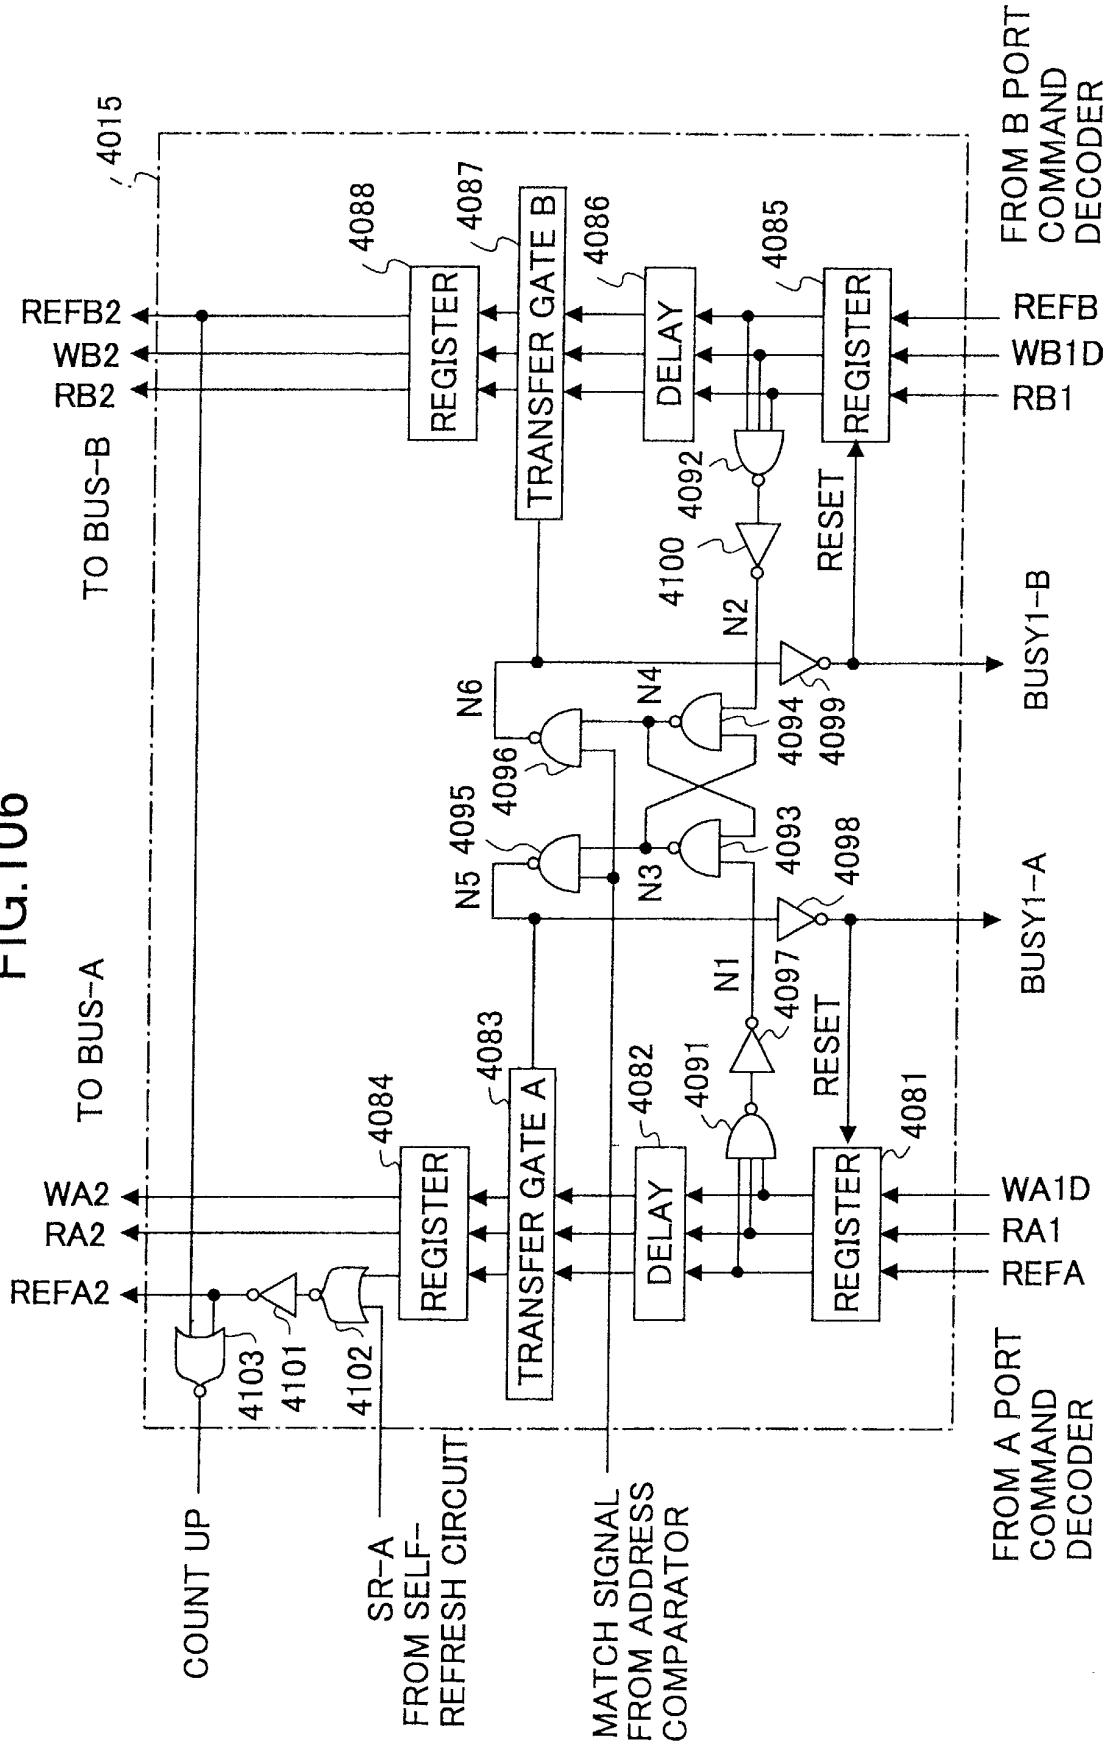 FIG.106
4015
TO BUS-A
TO BUS-B
REFA2
RA2
WA2
RB2
WB2
REFB2
COUNT UP
4103
4101
4102
SR-A
FROM SELF-
REFRESH CIRCUIT
4084
REGISTER
4088
REGISTER
4083
TRANSFER GATE A
4087
TRANSFER GATE B
N5
4095
N6
4096
MATCH SIGNAL
FROM ADDRESS
COMPARATOR
4082
DELAY
4086
DELAY
N3
N4
4091
N1
4097
4093
4094
N2
4100
4092
4098
4099
RESET
RESET
4081
REGISTER
4085
REGISTER
REFA
RA1
WA1D
RB1
WB1D
REFB
BUSY1-A
BUSY1-B
FROM A PORT
COMMAND
DECODER
FROM B PORT
COMMAND
DECODER